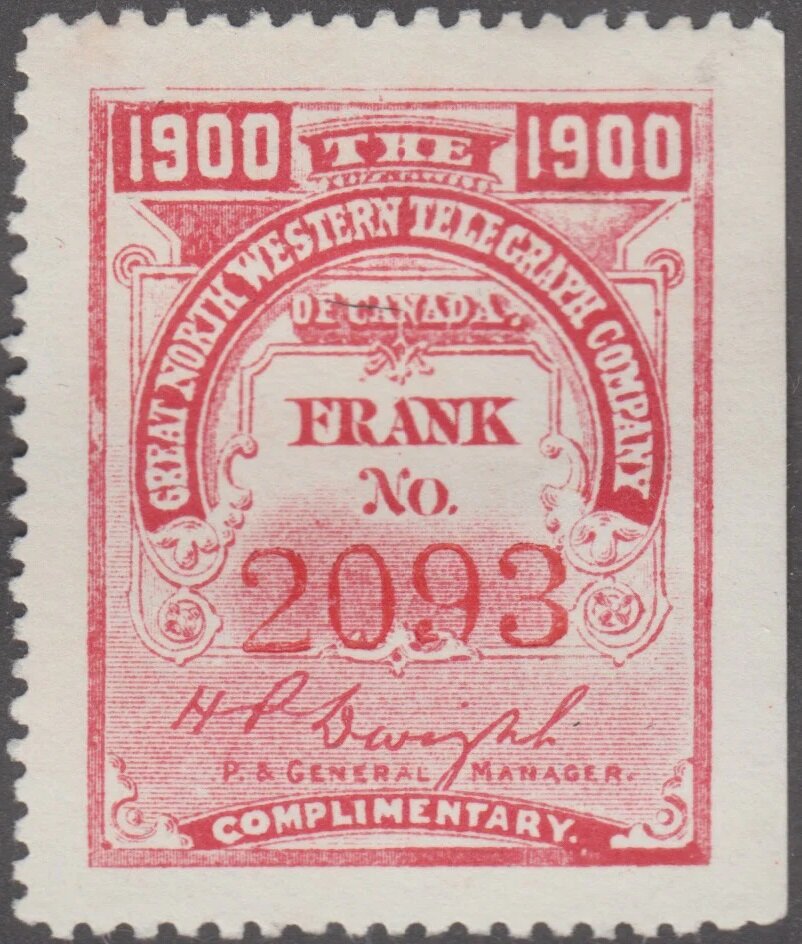 1900 THE 1900
GREAT NORTH WESTERN TELEGRAPH COMPANY
OF CANADA.
FRANK
No.
2093
H P Dwight
P. & GENERAL MANAGER.
COMPLIMENTARY.